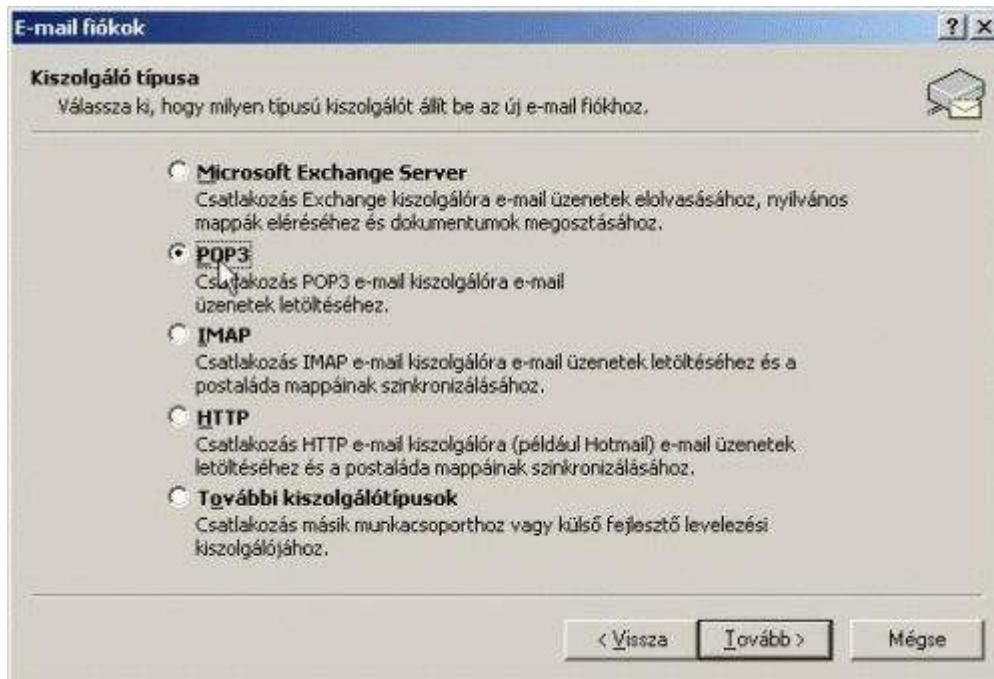 E-mail fiókok
Kiszolgáló típusa
Válassza ki, hogy milyen típusú kiszolgálót állít be az új e-mail fiókhoz.
Microsoft Exchange Server
Csatlakozás Exchange kiszolgálóra e-mail üzenetek elolvasásához, nyilvános
mappák eléréséhez és dokumentumok megosztásához.
POP3
Csatlakozás POP3 e-mail kiszolgálóra e-mail
üzenetek letöltéséhez.
IMAP
Csatlakozás IMAP e-mail kiszolgálóra e-mail üzenetek letöltéséhez és a
postaláda mappáinak szinkronizálásához.
HTTP
Csatlakozás HTTP e-mail kiszolgálóra (például Hotmail) e-mail üzenetek
letöltéséhez és a postaláda mappáinak szinkronizálásához.
További kiszolgálótípusok
Csatlakozás másik munkacsoporthoz vagy külső fejlesztő levelezési
kiszolgálójához.
< Vissza Tovább > Mégse